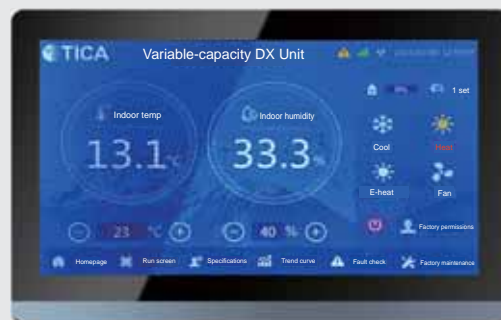 TICA
Variable-capacity DX Unit
1 set
Indoor temp
Indoor humidity
13.1℃
33.3%
Cool
Heat
E-heat
Fan
23 ℃
40 %
Factory permissions
Homepage
Run screen
Specifications
Trend curve
Fault check
Factory maintenance